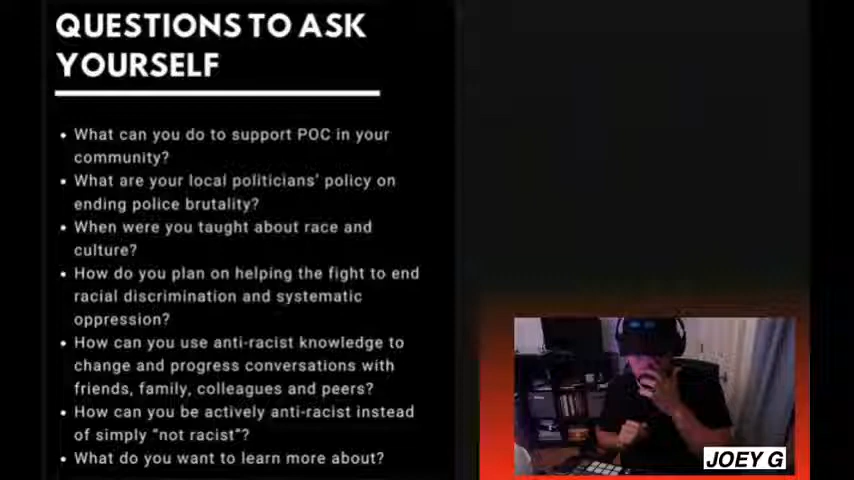 QUESTIONS TO ASK
YOURSELF
• What can you do to support POC in your
community?
• What are your local politicians' policy on
ending police brutality?
• When were you taught about race and
culture?
• How do you plan on helping the fight to end
racial discrimination and systematic
oppression?
• How can you use anti-racist knowledge to
change and progress conversations with
friends, family, colleagues and peers?
• How can you be actively anti-racist instead
of simply "not racist"?
• What do you want to learn more about?
JOEY G